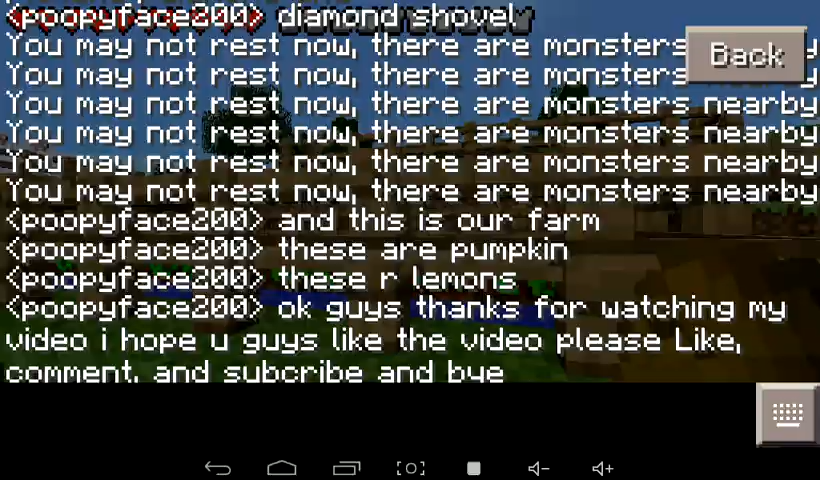 <poopyface200> diamond shovel
You may not rest now, there are monsters
Back
You may not rest now, there are monsters
You may not rest now, there are monsters nearby
You may not rest now, there are monsters nearby
You may not rest now, there are monsters nearby
You may not rest now, there are monsters nearby
<poopyface200> and this is our farm
<poopyface200> these are pumpkin
<poopyface200> these r lemons
<poopyface200> ok guys thanks for watching my
video i hope u guys like the video please Like,
comment, and subcribe and bye